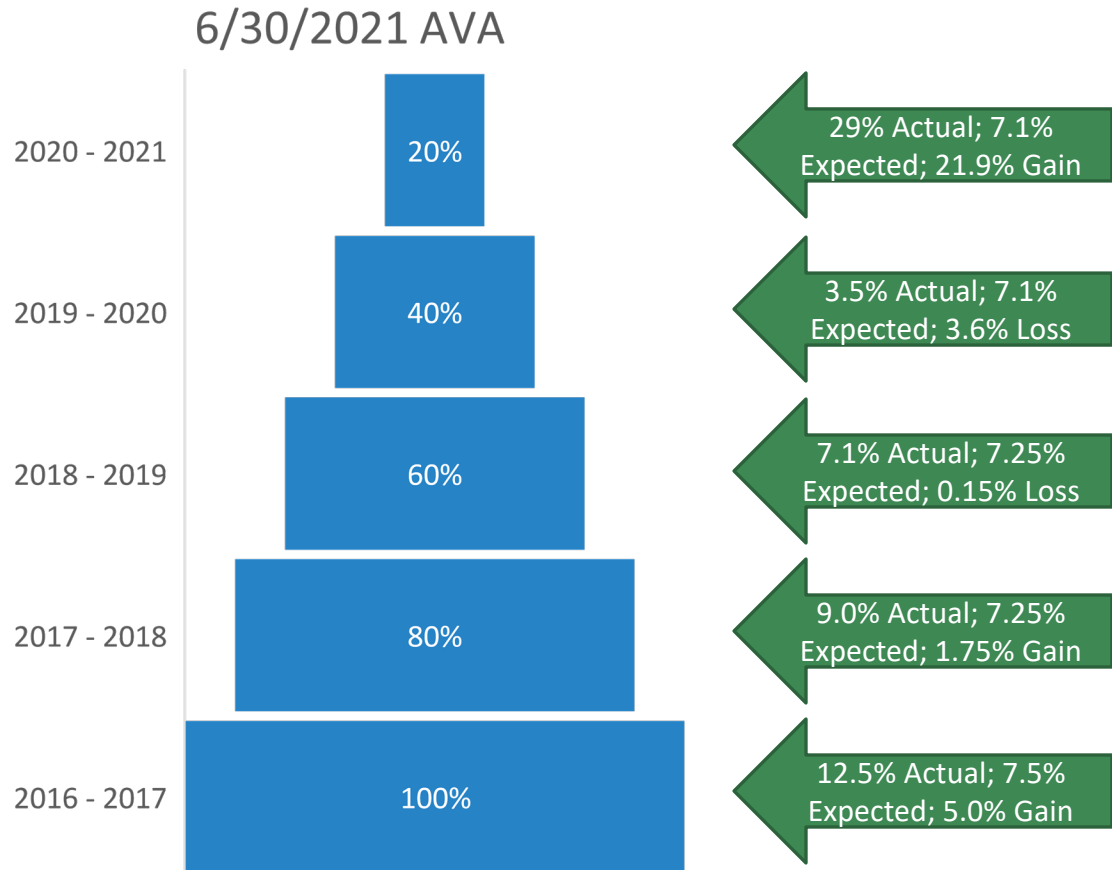 6/30/2021 AVA
2020 - 2021
20%
29% Actual; 7.1%
Expected; 21.9% Gain
2019 - 2020
40%
3.5% Actual; 7.1%
Expected; 3.6% Loss
2018 - 2019
60%
7.1% Actual; 7.25%
Expected; 0.15% Loss
2017 - 2018
80%
9.0% Actual; 7.25%
Expected; 1.75% Gain
2016 - 2017
100%
12.5% Actual; 7.5%
Expected; 5.0% Gain